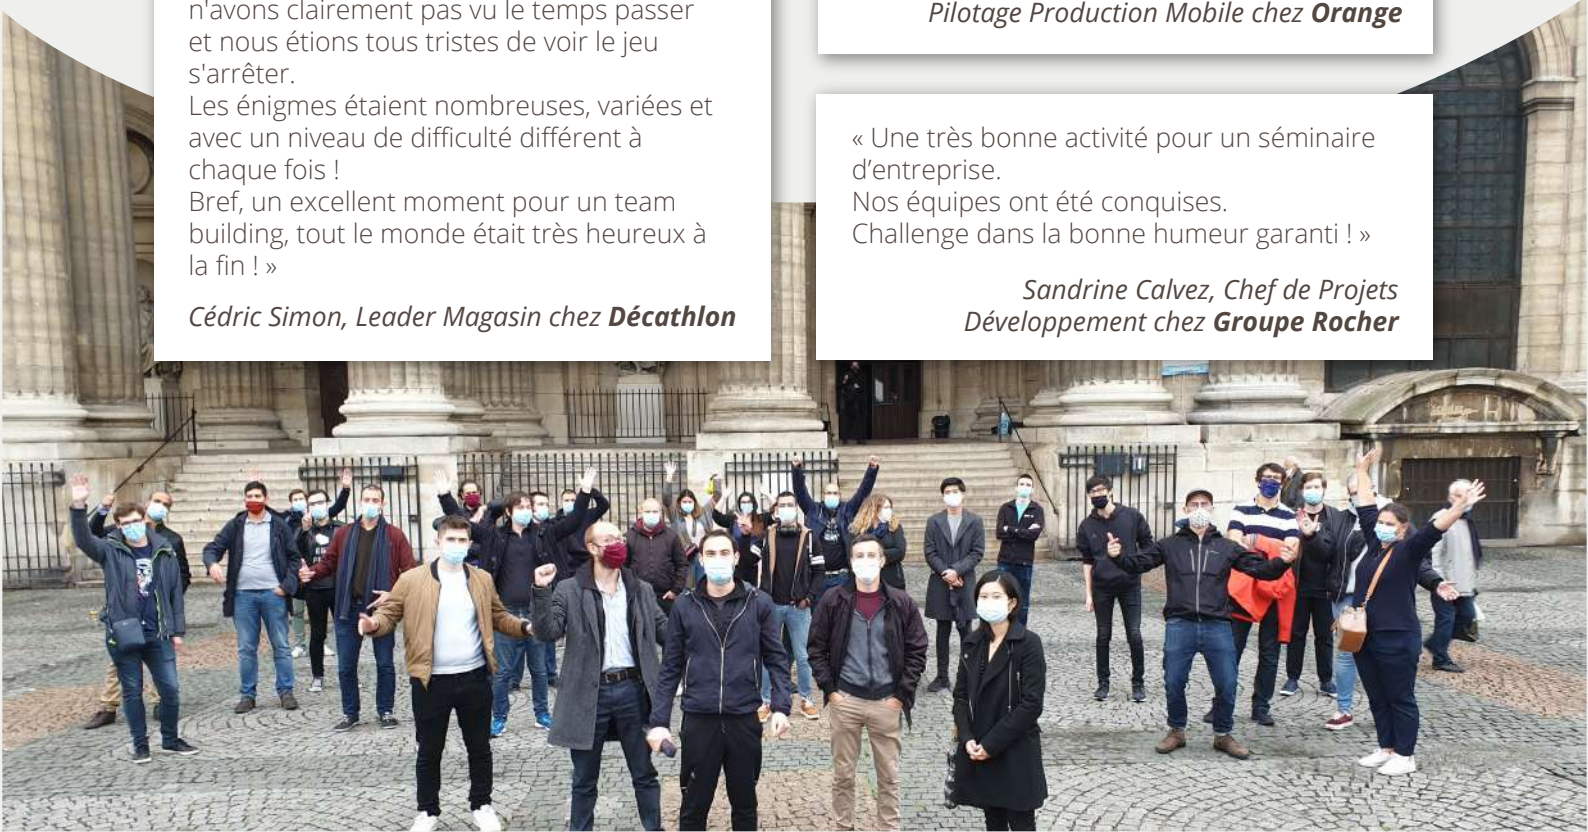 n'avons clairement pas vu le temps passer
et nous étions tous tristes de voir le jeu
s'arrêter.
Les énigmes étaient nombreuses, variées et
avec un niveau de difficulté différent à
chaque fois !
Bref, un excellent moment pour un team
building, tout le monde était très heureux à
la fin ! »
Cédric Simon, Leader Magasin chez Décathlon
Pilotage Production Mobile chez Orange
« Une très bonne activité pour un séminaire
d’entreprise.
Nos équipes ont été conquises.
Challenge dans la bonne humeur garanti ! »
Sandrine Calvez, Chef de Projets
Développement chez Groupe Rocher